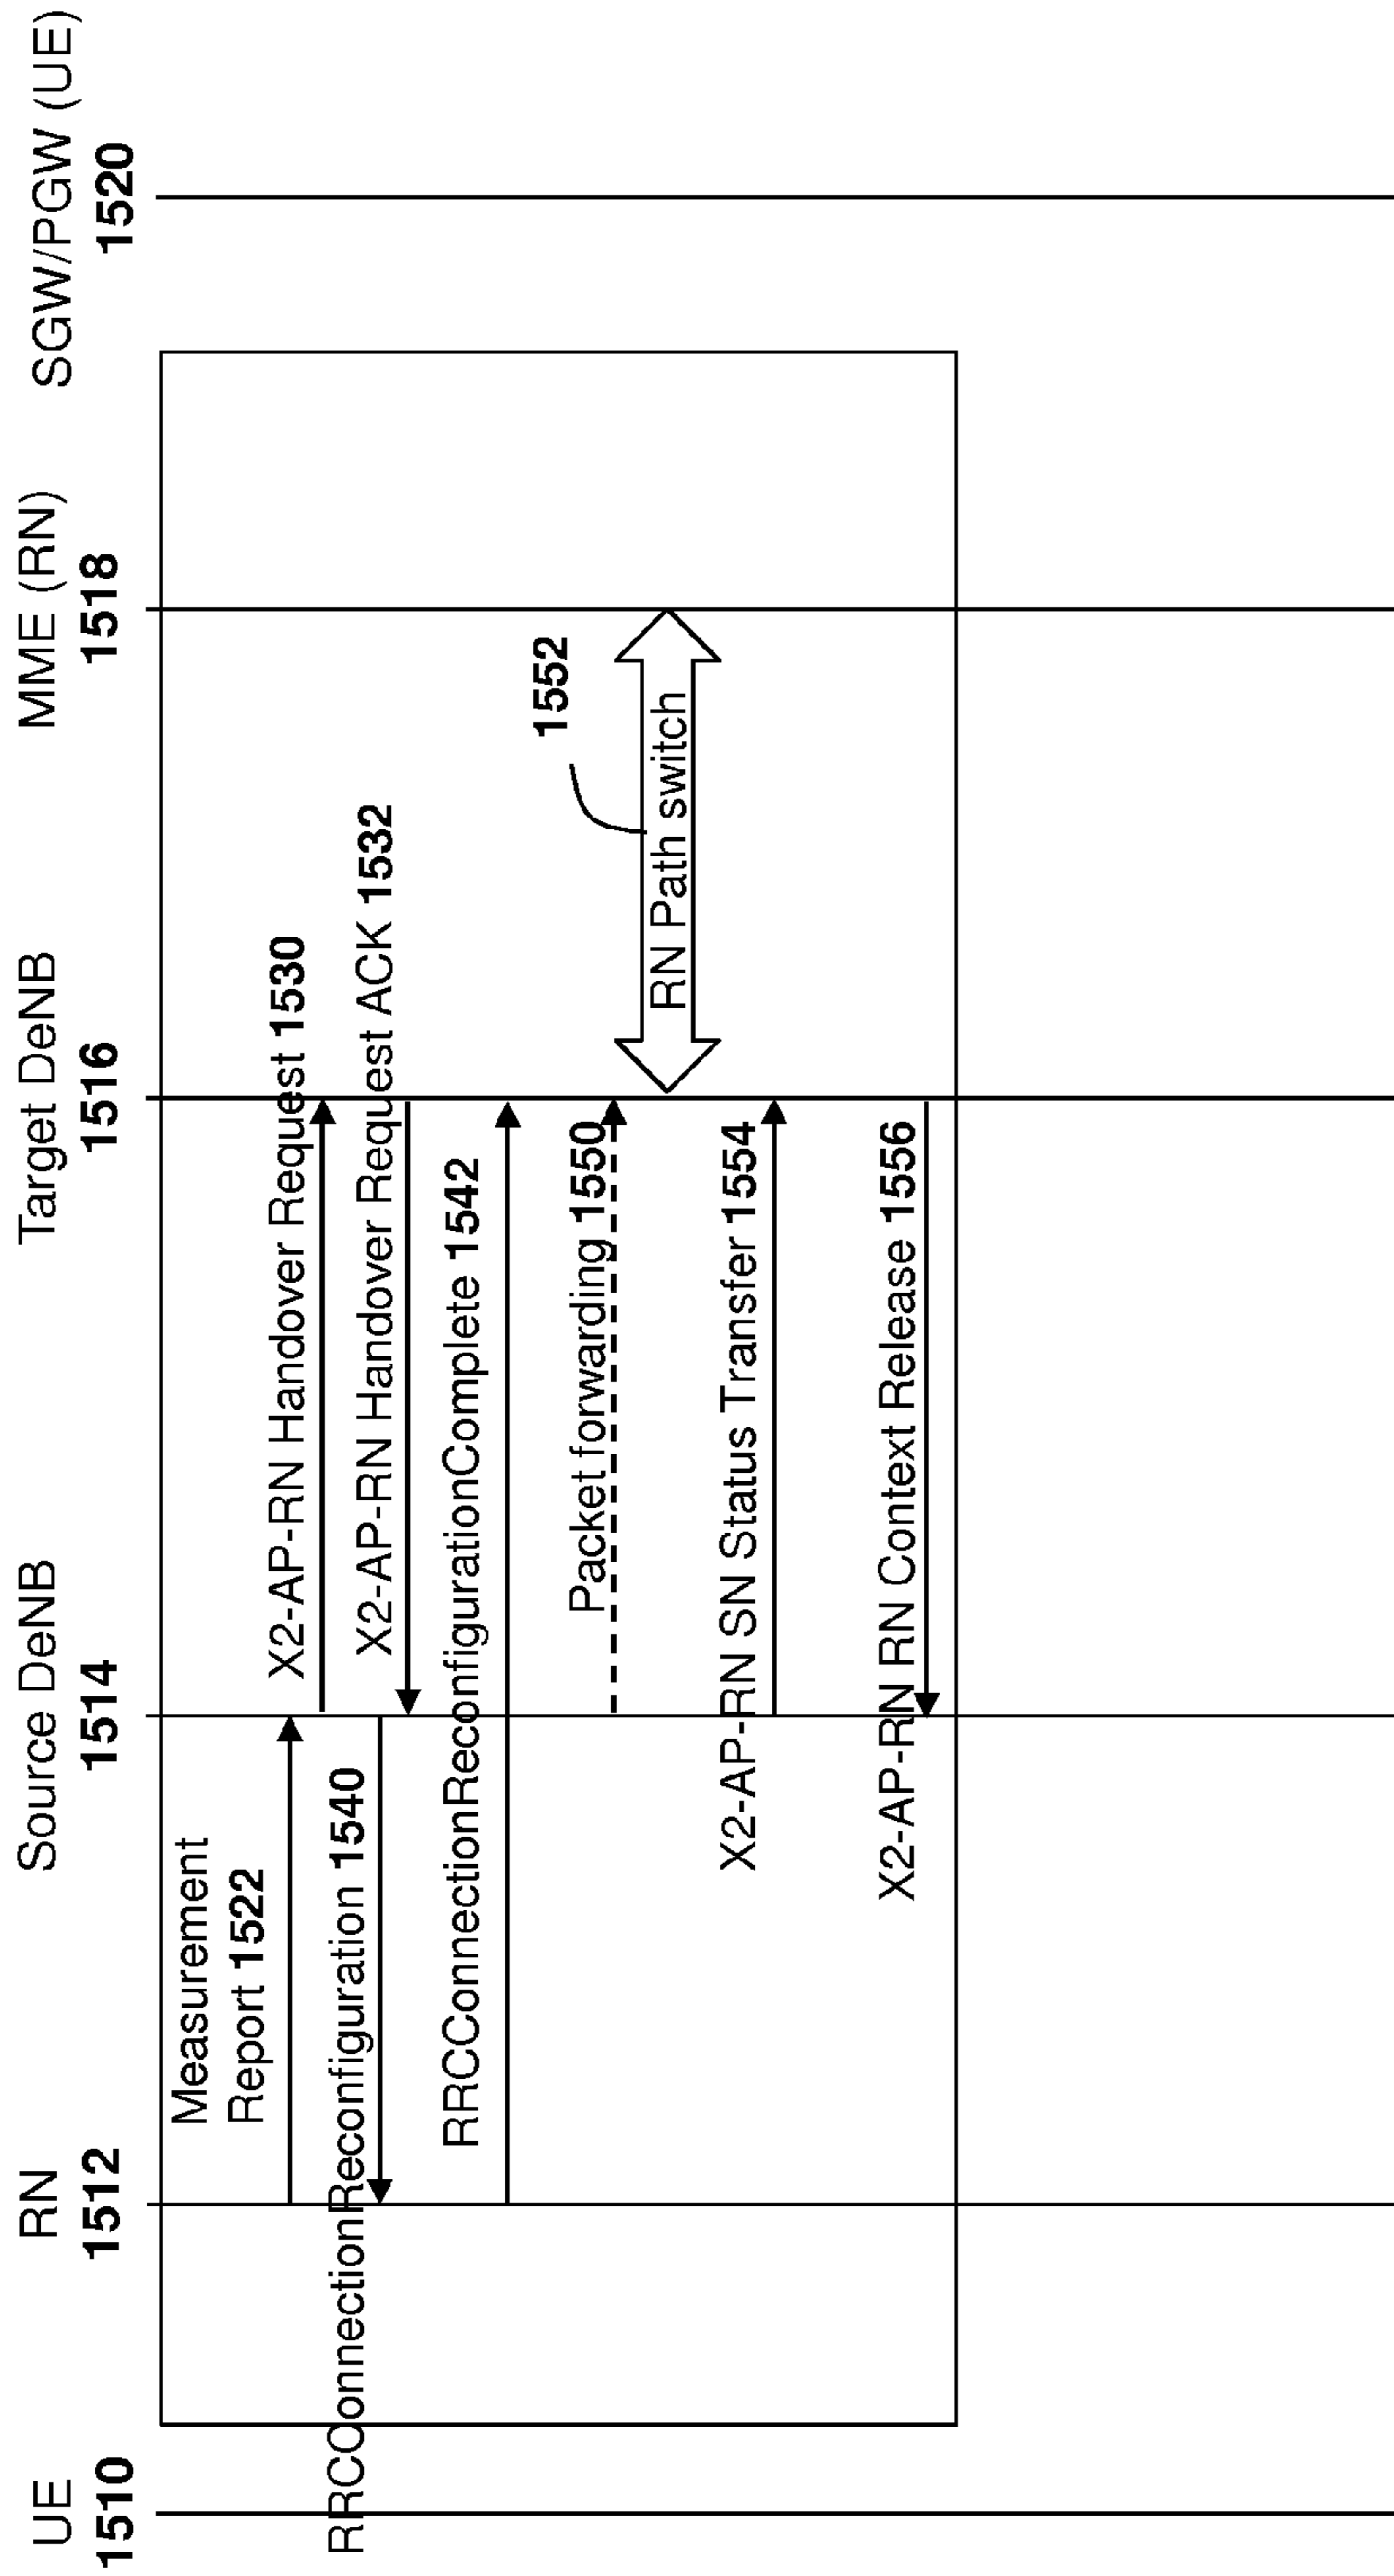 UE
1510
RN
1512
Source DeNB
1514
Target DeNB
1516
MME (RN)
1518
SGW/PGW (UE)
1520
Measurement
Report 1522
X2-AP-RN Handover Request 1530
RRCConnectionReconfiguration 1540
X2-AP-RN Handover Request ACK 1532
RRCConnectionReconfigurationComplete 1542
Packet forwarding 1550
1552
RN Path switch
X2-AP-RN SN Status Transfer 1554
X2-AP-RN RN Context Release 1556